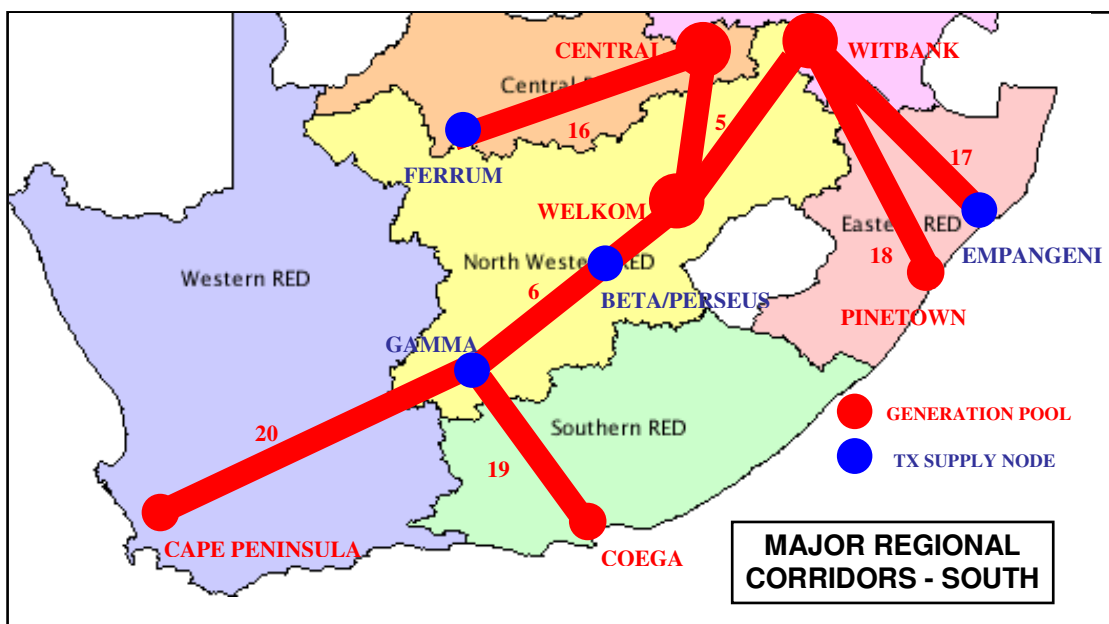 CENTRAL
WITBANK
Central
5
16
17
FERRUM
WELKOM
Eastern RED
EMPANGENI
Western RED
North Western RED
18
6
BETA/PERSEUS
PINETOWN
GAMMA
GENERATION POOL
Southern RED
20
TX SUPPLY NODE
19
CAPE PENINSULA
COEGA
MAJOR REGIONAL
CORRIDORS - SOUTH